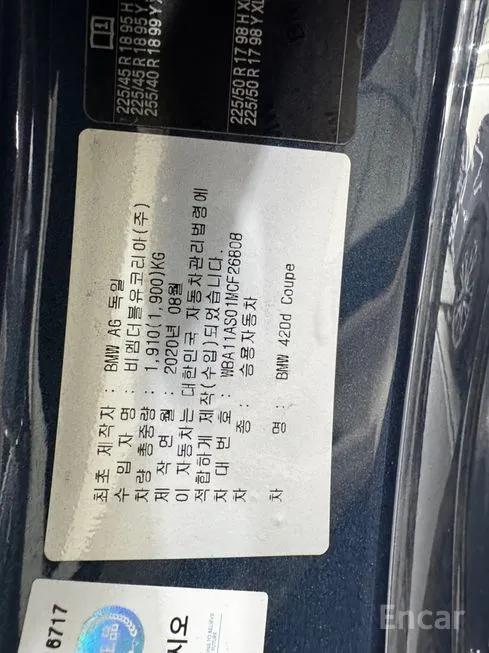 225/45 R 18 95 H
225/45 R 18 95 Y
255/40 R 18 99 Y
225/50 R 17 98 H X
225/50 R 17 98 Y XL
최초 제작자 : BMW AG 독일
수 입 자 명 : 비엠더블유코리아(주)
차량 총중량 : 1,910(1,900)KG
제 작 연 월 : 2020년 08월
이 자동차는 대한민국 자동차관리법령에
적합하게 제작(수입)되었습니다.
차 대 번 호 : WBA11AS01MCF26808
차 종 : 승용자동차
차 명 : BMW 420d Coupe
6717
시오
Encar